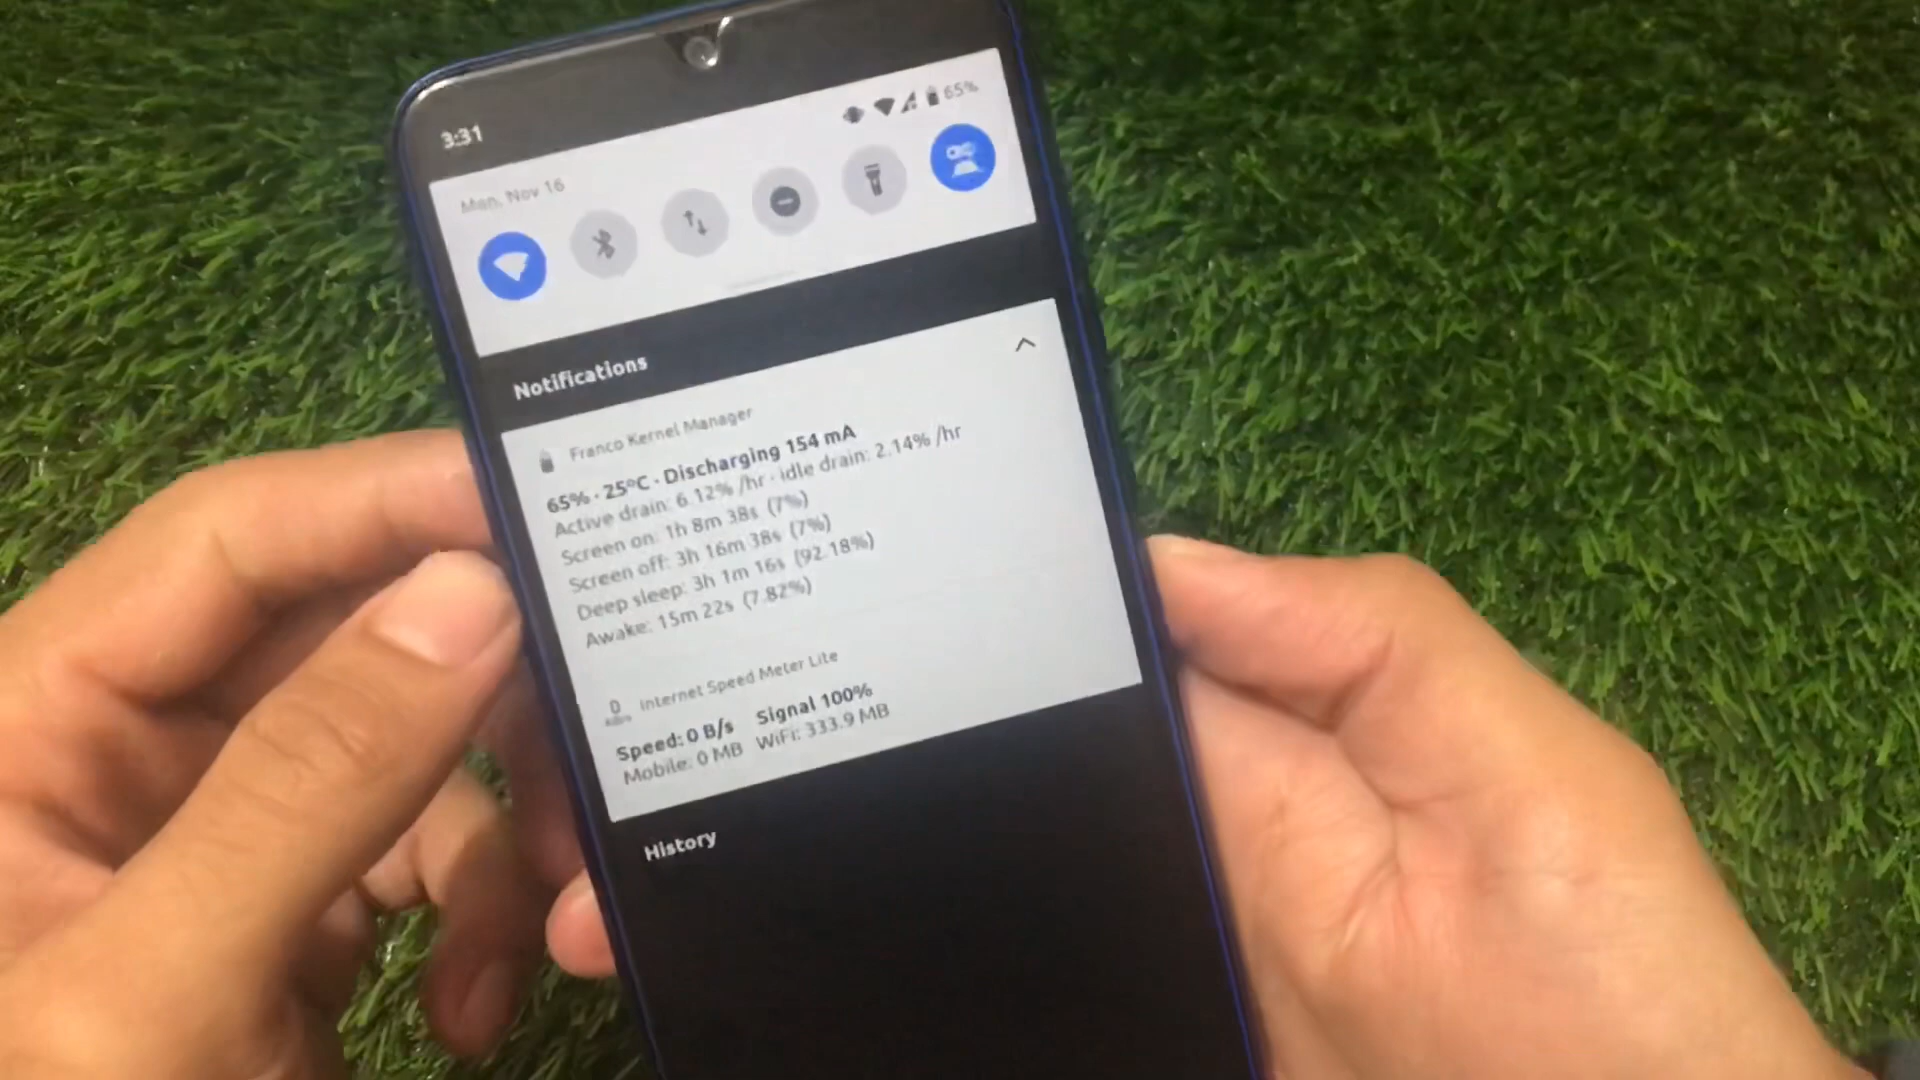 3:31
65%
Mon, Nov 16
Notifications
Franco Kernel Manager
65% · 25°C · Discharging 154 mA
Active drain: 6.12% /hr · idle drain: 2.14% /hr
Screen on: 1h 8m 38s (7%)
Screen off: 3h 16m 38s (7%)
Deep sleep: 3h 1m 16s (92.18%)
Awake: 15m 22s (7.82%)
0 Internet Speed Meter Lite
Speed: 0 B/s Signal 100%
Mobile: 0 MB WiFi: 333.9 MB
History